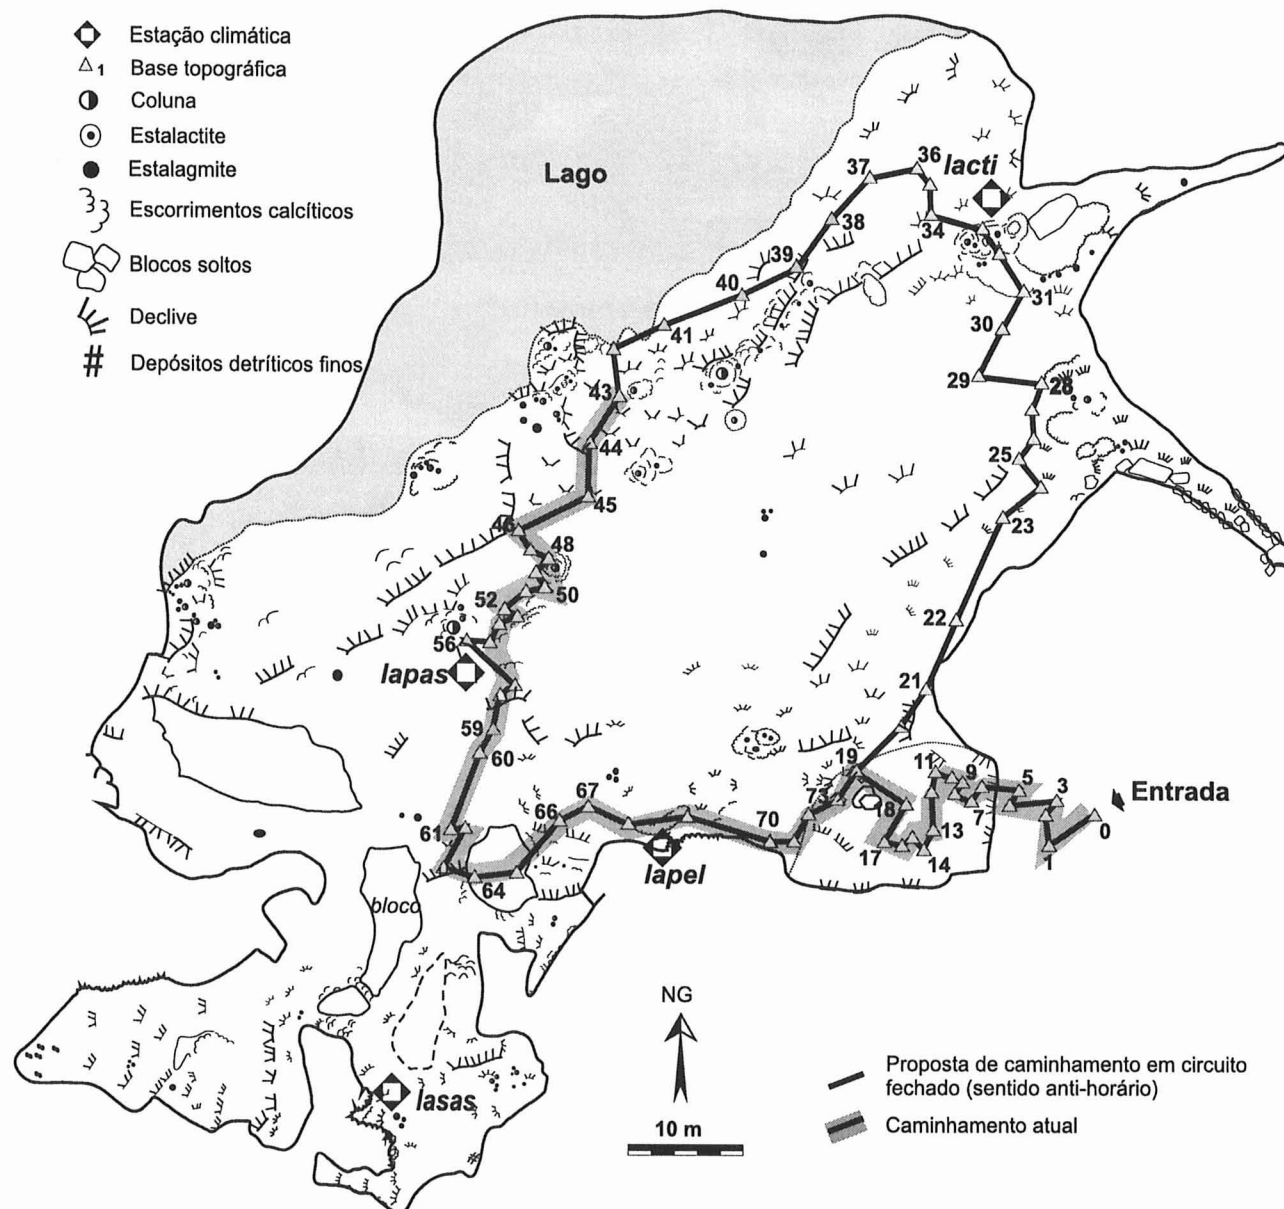 Estação climática
1 Base topográfica
Coluna
Estalactite
Estalagmite
Escorrimentos calcíticos
Blocos soltos
Declive
# Depósitos detríticos finos
Lago
lacti
36
37
34
38
39
40
41
31
30
29
28
43
44
25
45
23
46
48
50
52
22
56
lapas
21
59
60
19
11
9
5
3
Entrada
67
73
18
7
0
66
70
13
61
17
14
1
64
lapel
bloco
NG
10 m
lasas
Proposta de caminhamento em circuito
fechado (sentido anti-horário)
Caminhamento atual